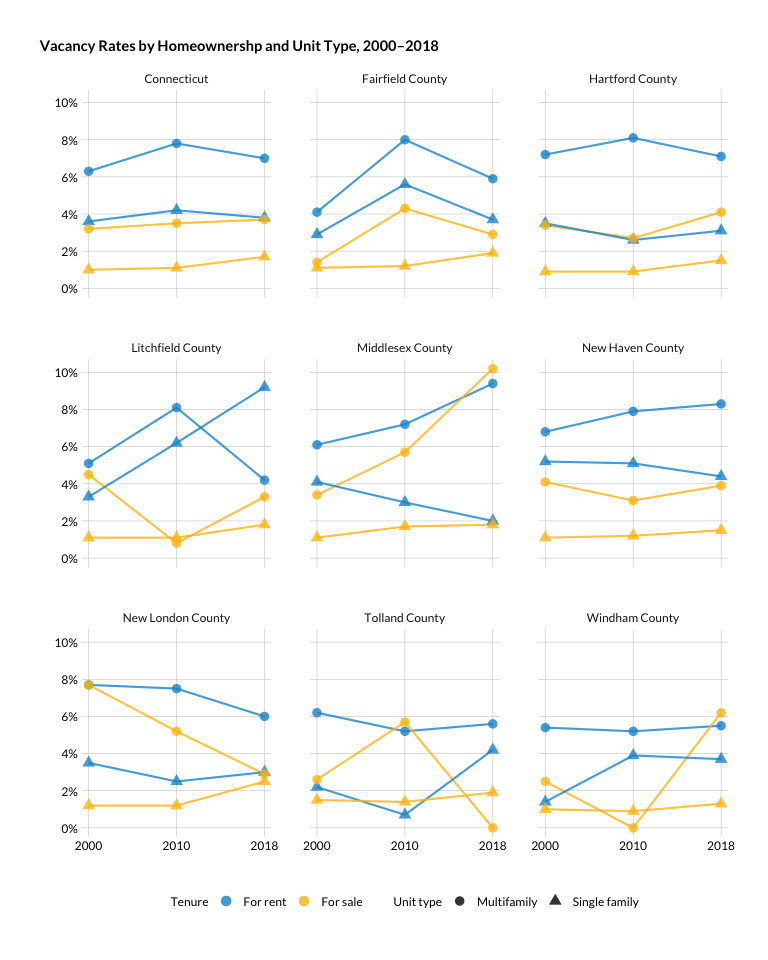 Vacancy Rates by Homeownershp and Unit Type, 2000–2018
Connecticut
Fairfield County
Hartford County
10%
8%
6%
4%
2%
0%
Litchfield County
Middlesex County
New Haven County
10%
8%
6%
4%
2%
0%
New London County
Tolland County
Windham County
10%
8%
6%
4%
2%
0%
2000 2010 2018 2000 2010 2018 2000 2010 2018
Tenure For rent For sale Unit type Multifamily Single family